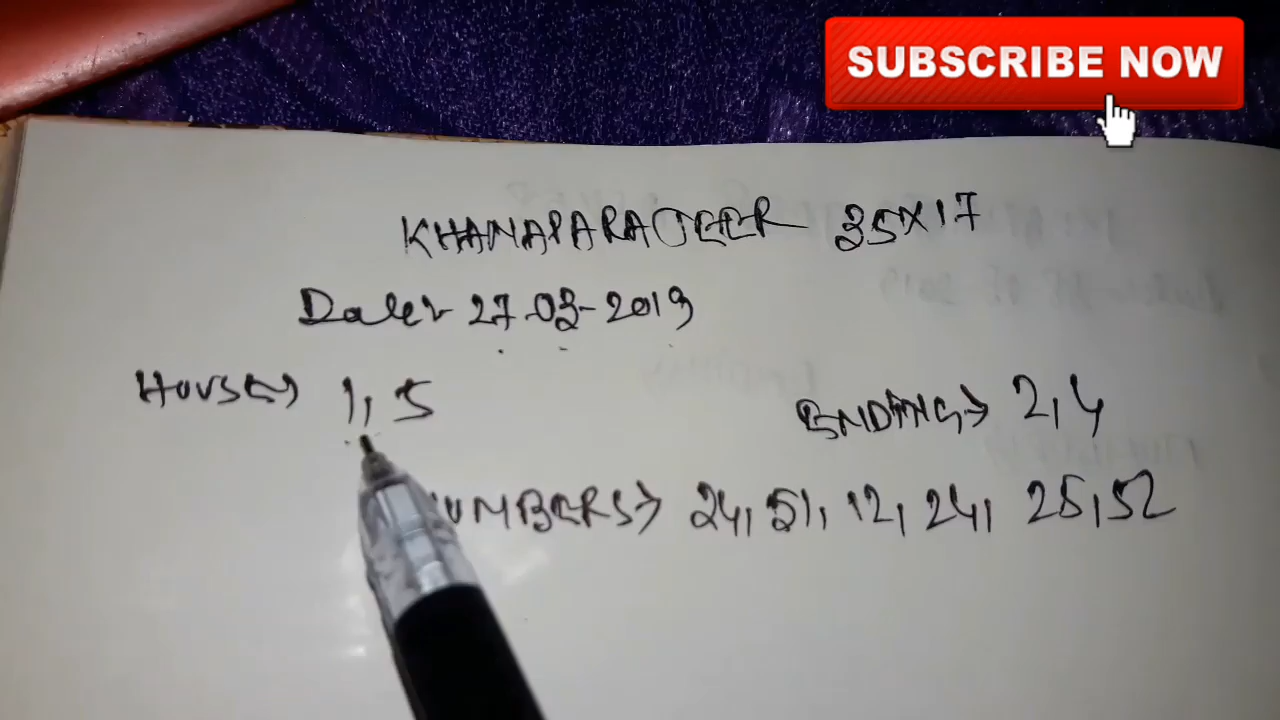 SUBSCRIBE NOW
KHANAPARA TEER 35X17
Date:- 27-03-2019
HOUSE→ 1, 5
ENDING→ 2, 4
NUMBERS→ 24, 51, 12, 24, 25, 52